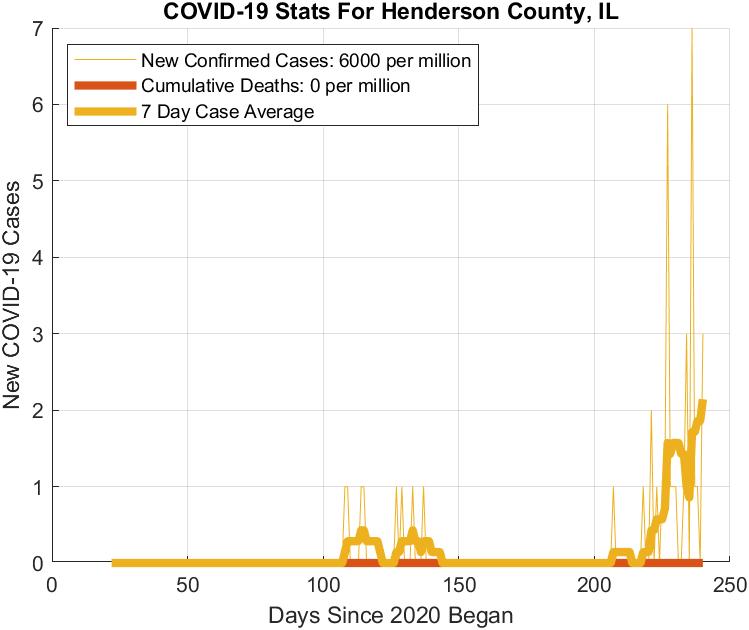 COVID-19 Stats For Henderson County, IL
New Confirmed Cases: 6000 per million
Cumulative Deaths: 0 per million
7 Day Case Average
New COVID-19 Cases
7
6
5
4
3
2
1
0
0 50 100 150 200 250
Days Since 2020 Began